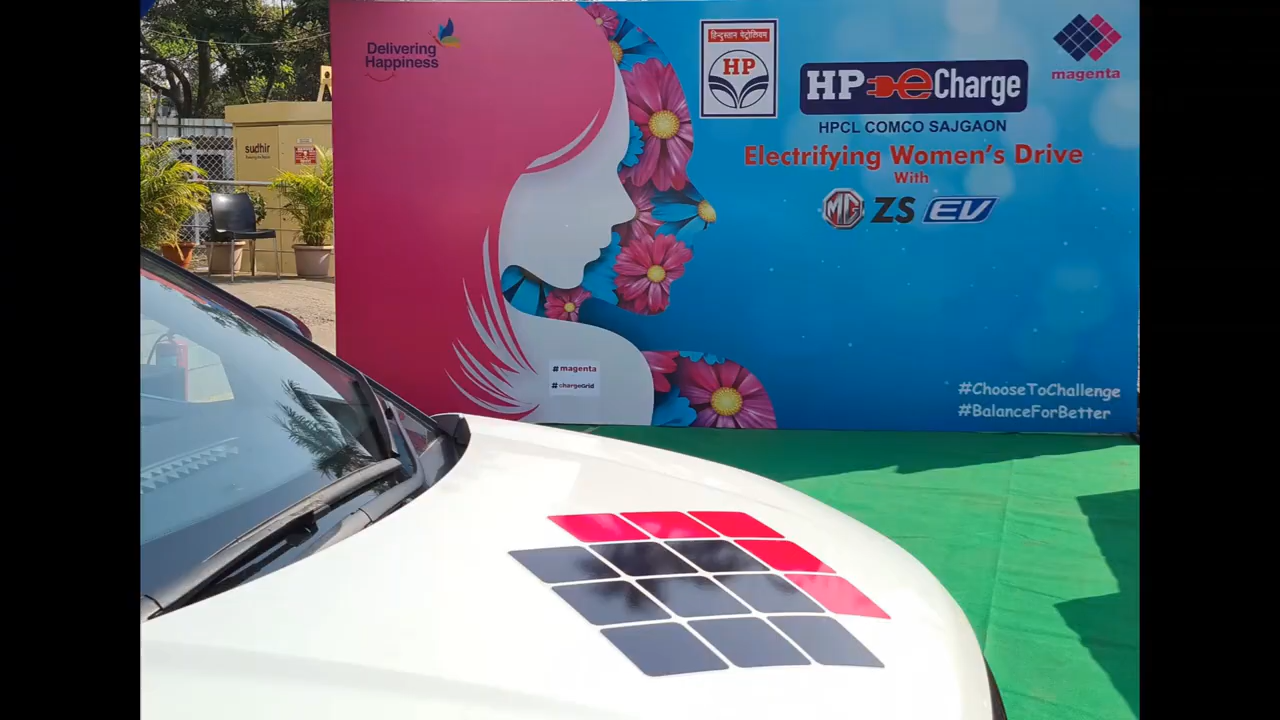 Delivering
Happiness
हिन्दुस्तान पेट्रोलियम
HP
HP eCharge
magenta
HPCL COMCO SAJGAON
Electrifying Women's Drive
With
MG ZS EV
sudhir
#magenta
#chargeGrid
#ChooseToChallenge
#BalanceForBetter